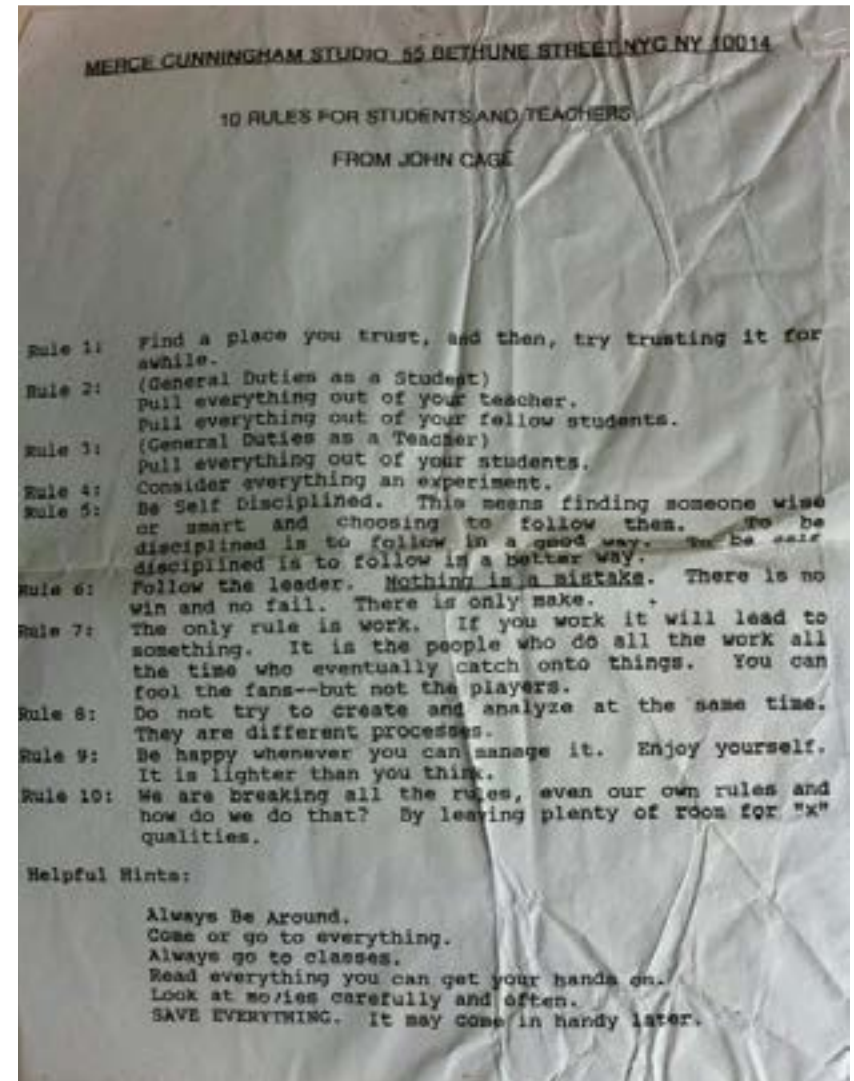 MERCE CUNNINGHAM STUDIO 55 BETHUNE STREET NYC NY 10014
10 RULES FOR STUDENTS AND TEACHERS
FROM JOHN CAGE
Rule 1: Find a place you trust, and then, try trusting it for
awhile.
Rule 2: (General Duties as a Student)
Pull everything out of your teacher.
Pull everything out of your fellow students.
Rule 3: (General Duties as a Teacher)
Pull everything out of your students.
Rule 4: Consider everything an experiment.
Rule 5: Be Self Disciplined. This means finding someone wise
or smart and choosing to follow them. To be
disciplined is to follow in a good way. To be self
disciplined is to follow in a better way.
Rule 6: Follow the leader. Nothing is a mistake. There is no
win and no fail. There is only make.
Rule 7: The only rule is work. If you work it will lead to
something. It is the people who do all the work all
the time who eventually catch onto things. You can
fool the fans--but not the players.
Rule 8: Do not try to create and analyze at the same time.
They are different processes.
Rule 9: Be happy whenever you can manage it. Enjoy yourself.
It is lighter than you think.
Rule 10: We are breaking all the rules, even our own rules and
how do we do that? By leaving plenty of room for "x"
qualities.
Helpful Hints:
Always Be Around.
Come or go to everything.
Always go to classes.
Read everything you can get your hands on.
Look at movies carefully and often.
SAVE EVERYTHING. It may come in handy later.